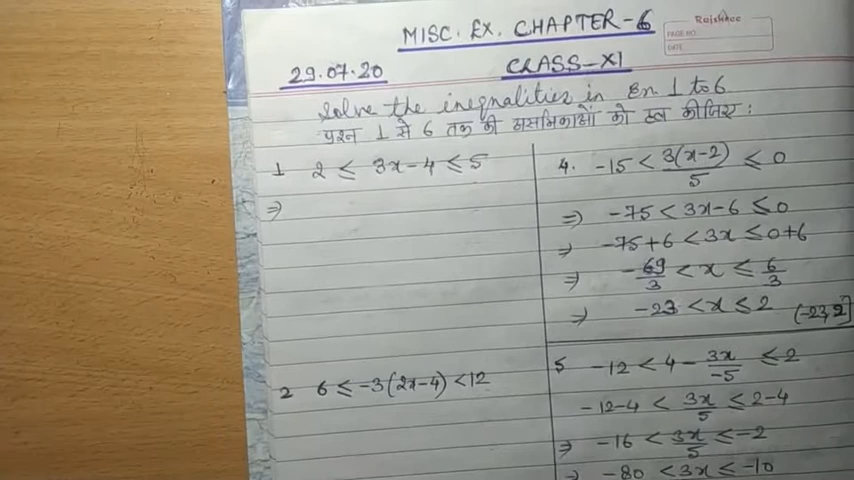 MISC. EX. CHAPTER-6
Rajshree
PAGE NO.
DATE
29.07.20
CLASS-XI
Solve the inequalities in Ex 1 to 6
प्रश्न 1 से 6 तक की असमिकाओं को हल कीजिए :
1 2 ≤ 3x-4 ≤ 5
⇒
2 6 ≤ -3(2x-4) < 12
4. -15 < 3(x-2)/5 ≤ 0
⇒ -75 < 3x-6 ≤ 0
⇒ -75+6 < 3x ≤ 0+6
⇒ -69/3 < x ≤ 6/3
⇒ -23 < x ≤ 2 (-23, 2]
5 -12 < 4 - 3x/-5 ≤ 2
-12-4 < 3x/5 ≤ 2-4
⇒ -16 < 3x/5 ≤ -2
⇒ -80 < 3x ≤ -10